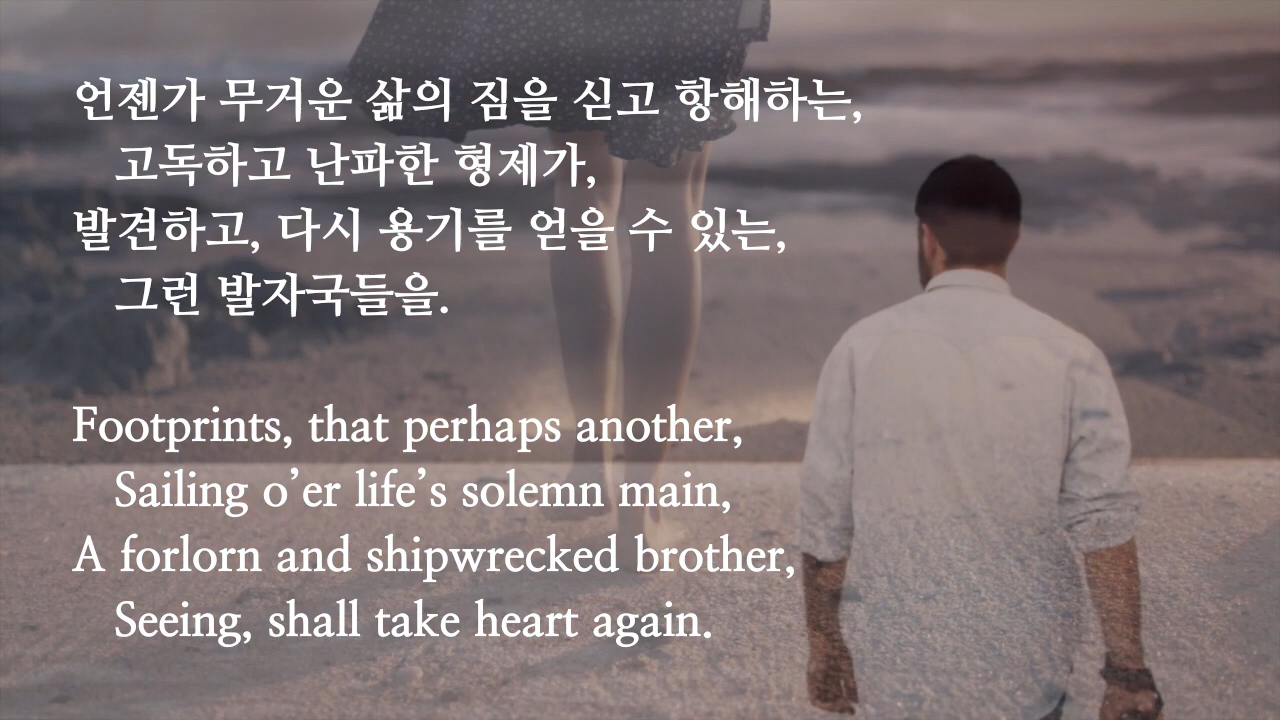 언젠가 무거운 삶의 짐을 싣고 항해하는,
고독하고 난파한 형제가,
발견하고, 다시 용기를 얻을 수 있는,
그런 발자국들을.
Footprints, that perhaps another,
Sailing o’er life’s solemn main,
A forlorn and shipwrecked brother,
Seeing, shall take heart again.